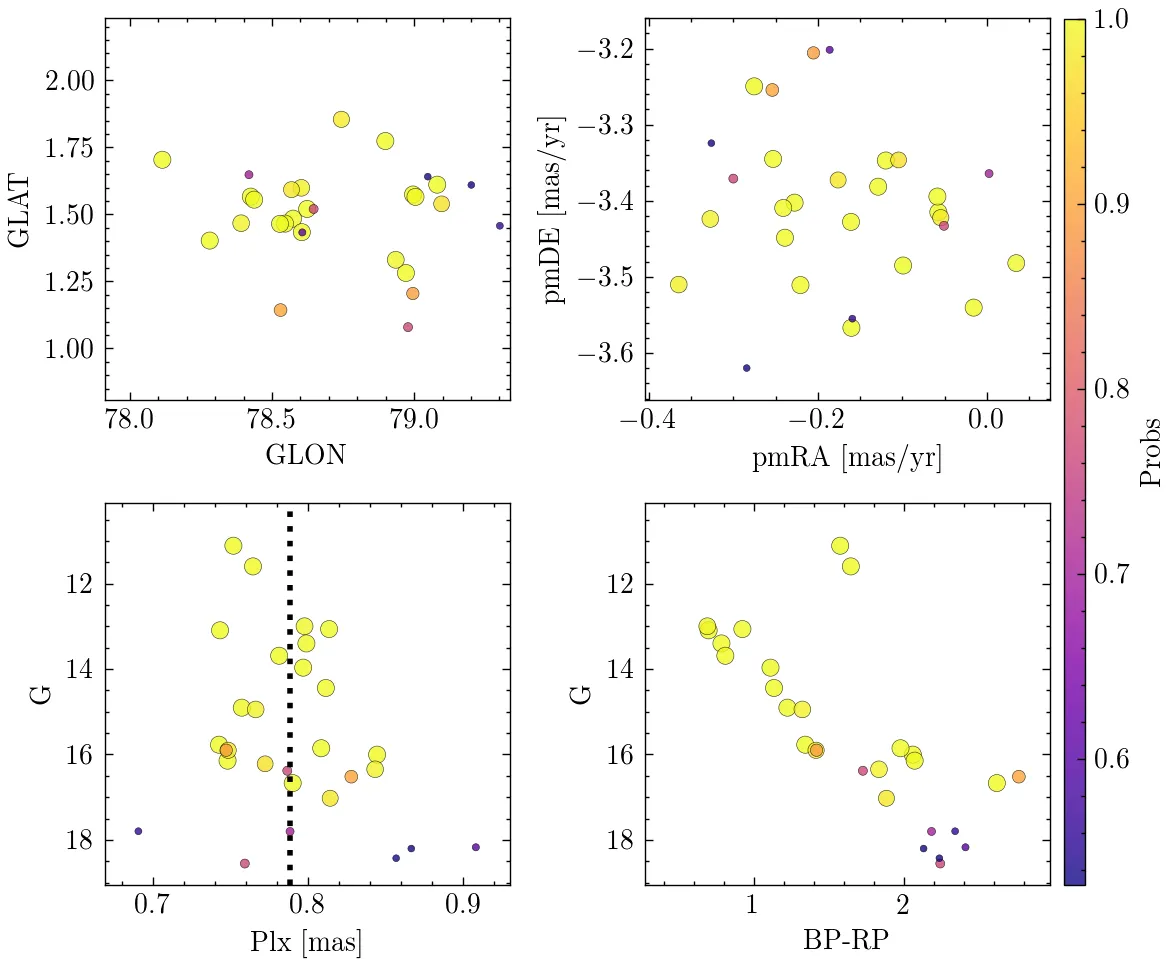 2.00
1.75
1.50
1.25
1.00
GLAT
78.0 78.5 79.0
GLON
−3.2
−3.3
−3.4
−3.5
−3.6
pmDE [mas/yr]
−0.4 −0.2 0.0
pmRA [mas/yr]
1.0
0.9
0.8
0.7
0.6
Probs
12
14
16
18
G
0.7 0.8 0.9
Plx [mas]
12
14
16
18
G
1 2
BP-RP